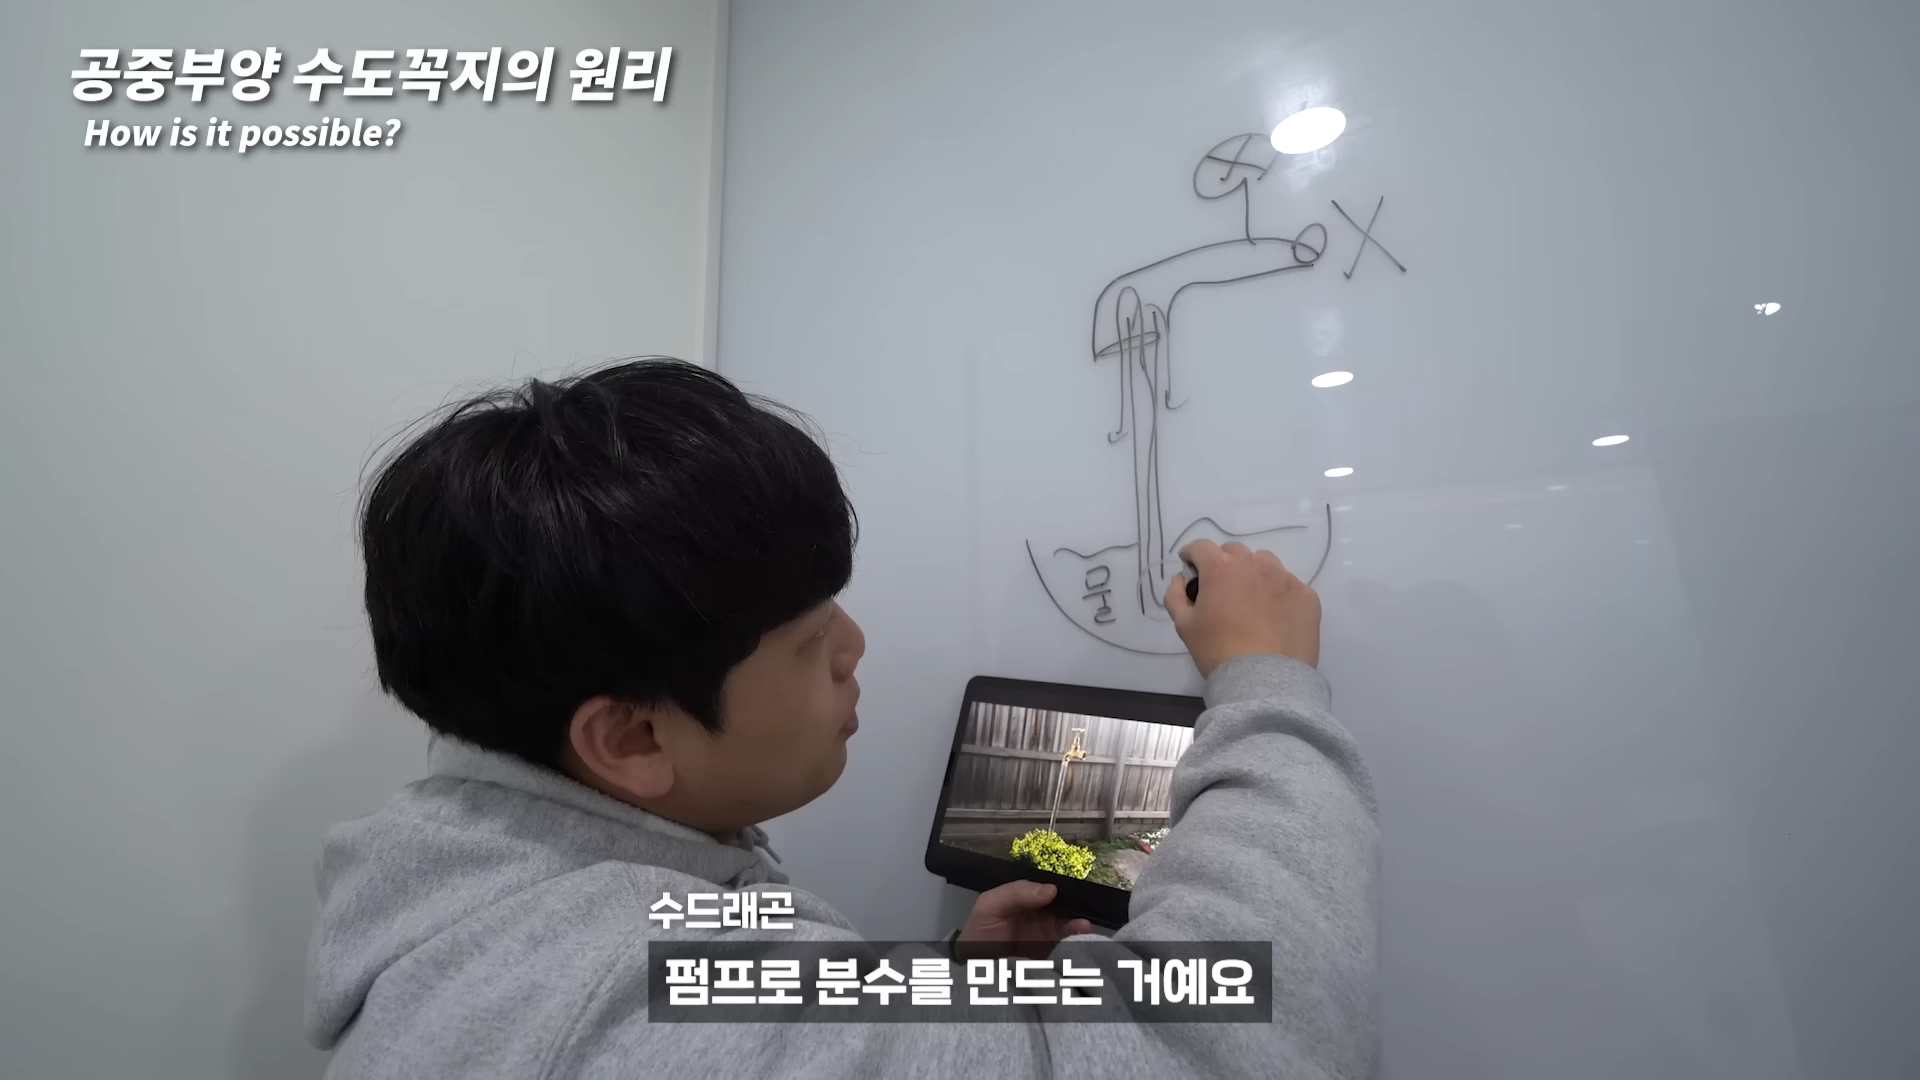 공중부양 수도꼭지의 원리
How is it possible?
X
물
수드래곤
펌프로 분수를 만드는 거예요